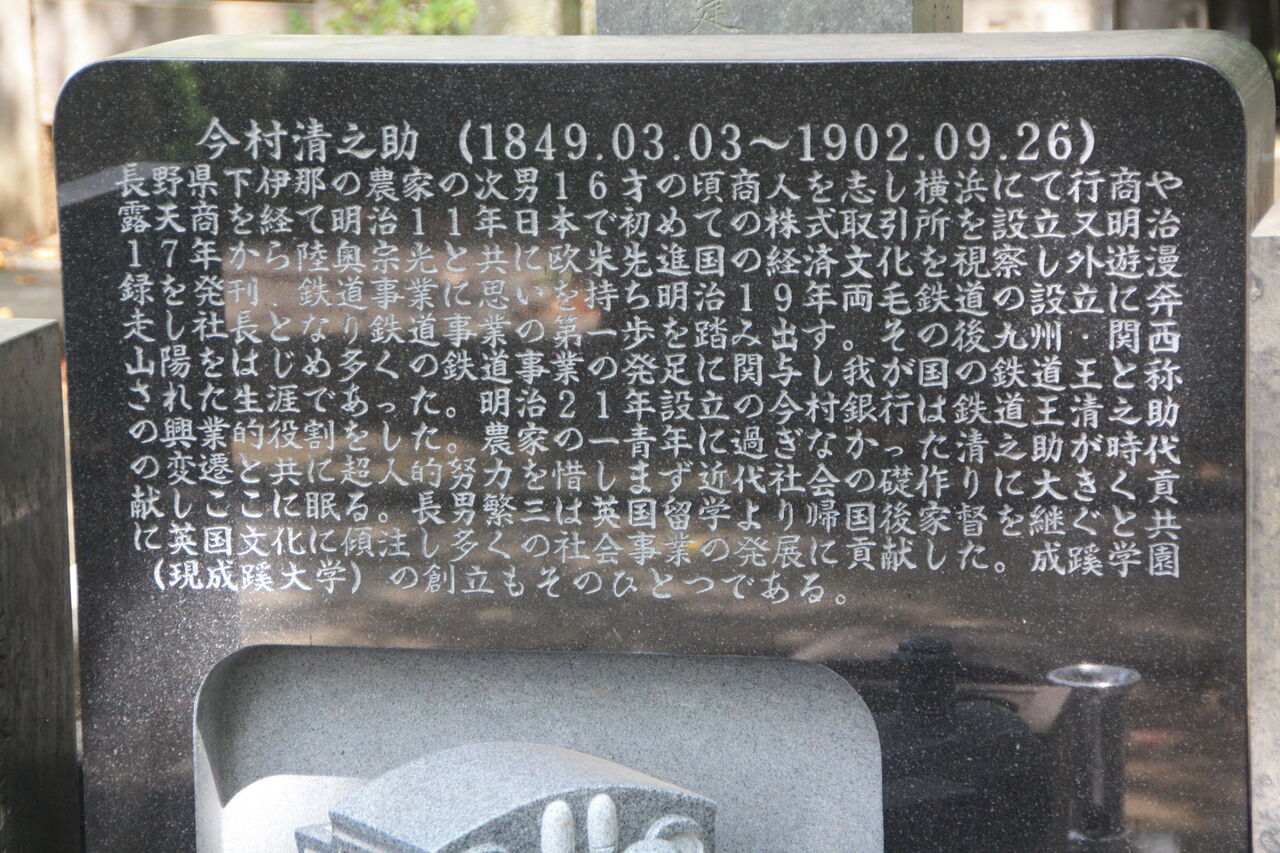 今村清之助 (1849.03.03～1902.09.26)
長野県下伊那の農家の次男16才の頃商人を志し横浜にて行商や
露天商を経て明治11年日本で初めての株式取引所を設立又明治
17年から陸奥宗光と共に欧米先進国の経済文化を視察し外遊漫
録を発刊、鉄道事業に思いを持ち明治19年両毛鉄道の設立に奔
走し社長となり鉄道事業の第一歩を踏み出す。その後九州・関西
山陽をはじめ多くの鉄道事業の発足に関与し我が国の鉄道王と称
された生涯であった。明治21年設立の今村銀行は鉄道王清之助
の興業的役割をした。農家の一青年に過ぎなかった清之助が時代
の変遷と共に超人的努力を惜しまず近代社会の礎作りに大きく貢
献しここに眠る。長男繁三は英国留学より帰国後家督を継ぐと共
に英国文化に傾注し多くの社会事業の発展に貢献した。成蹊学園
(現成蹊大学)の創立もそのひとつである。